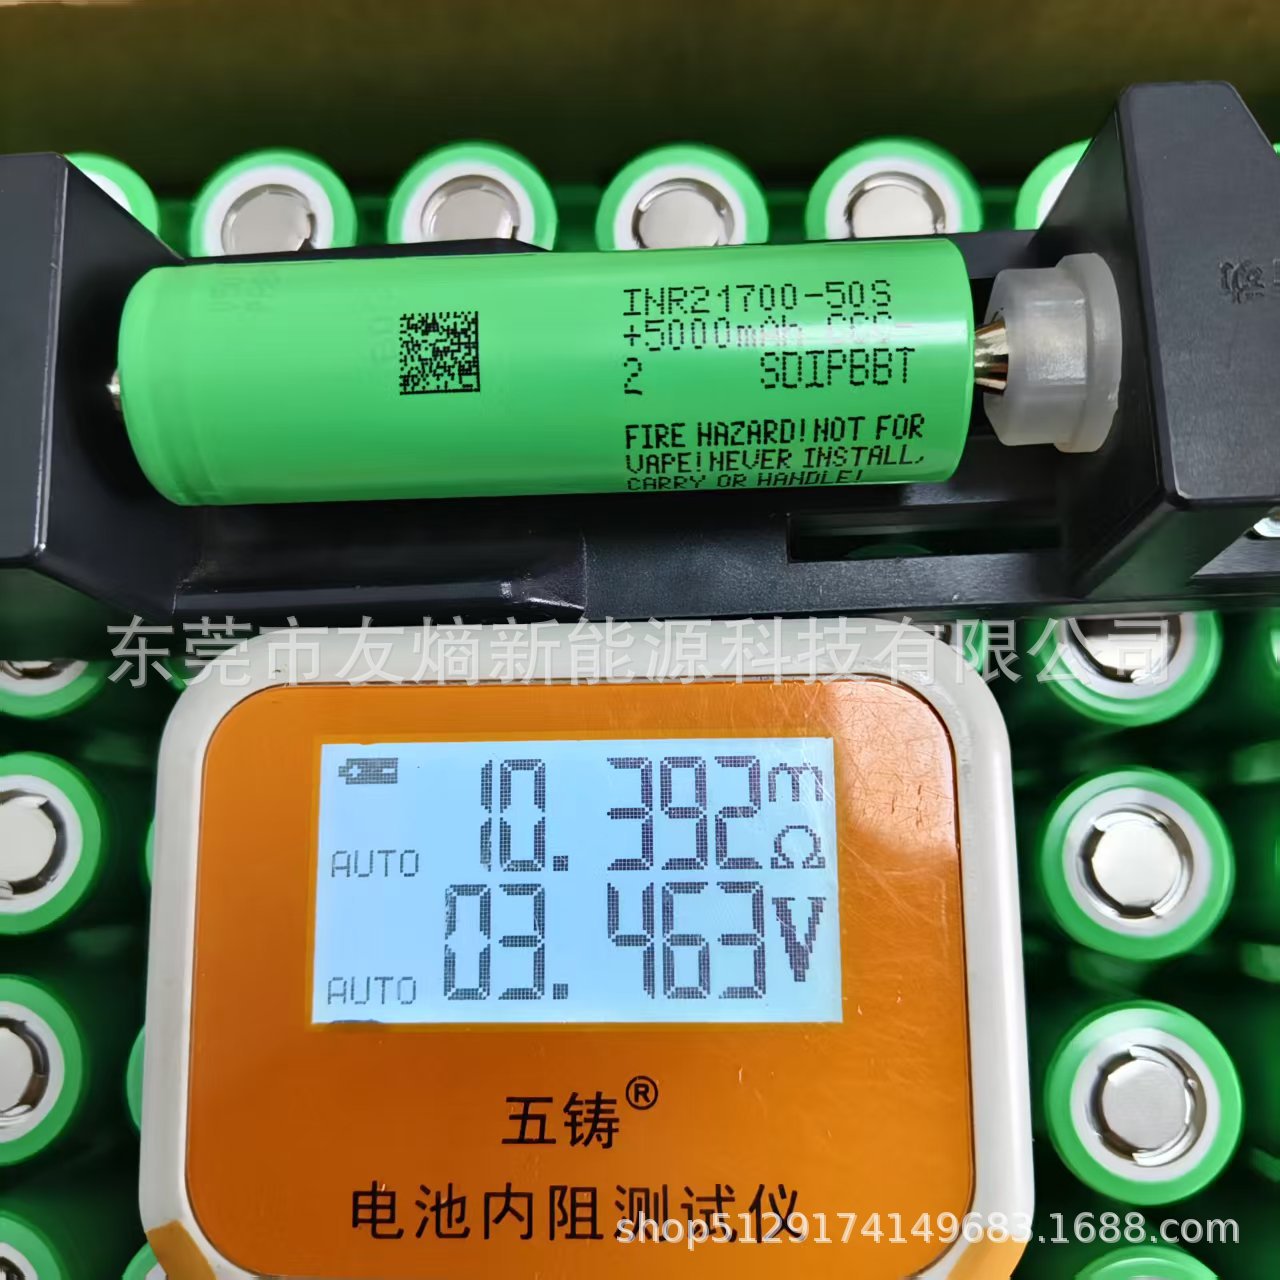 INR21700-50S
+5000mAh CCC-
2 SDIPBBT
FIRE HAZARD!NOT FOR
VAPE!NEVER INSTALL,
CARRY OR HANDLE!
东莞市友熵新能源科技有限公司
10.392mΩ
AUTO
03.463V
AUTO
五铸®
电池内阻测试仪
shop5129174149683.1688.com